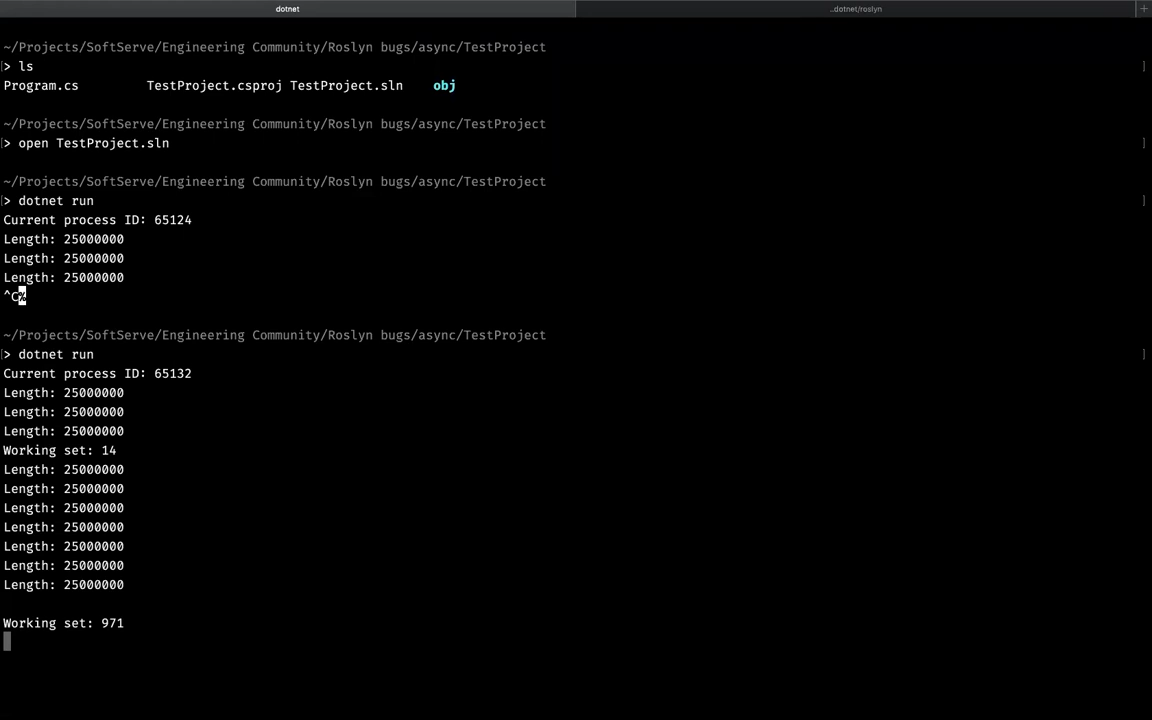 dotnet
..dotnet/roslyn
+
~/Projects/SoftServe/Engineering Community/Roslyn bugs/async/TestProject
[> ls ]
Program.cs TestProject.csproj TestProject.sln obj
~/Projects/SoftServe/Engineering Community/Roslyn bugs/async/TestProject
[> open TestProject.sln ]
~/Projects/SoftServe/Engineering Community/Roslyn bugs/async/TestProject
[> dotnet run ]
Current process ID: 65124
Length: 25000000
Length: 25000000
Length: 25000000
^C%
~/Projects/SoftServe/Engineering Community/Roslyn bugs/async/TestProject
[> dotnet run ]
Current process ID: 65132
Length: 25000000
Length: 25000000
Length: 25000000
Working set: 14
Length: 25000000
Length: 25000000
Length: 25000000
Length: 25000000
Length: 25000000
Length: 25000000
Length: 25000000
Working set: 971